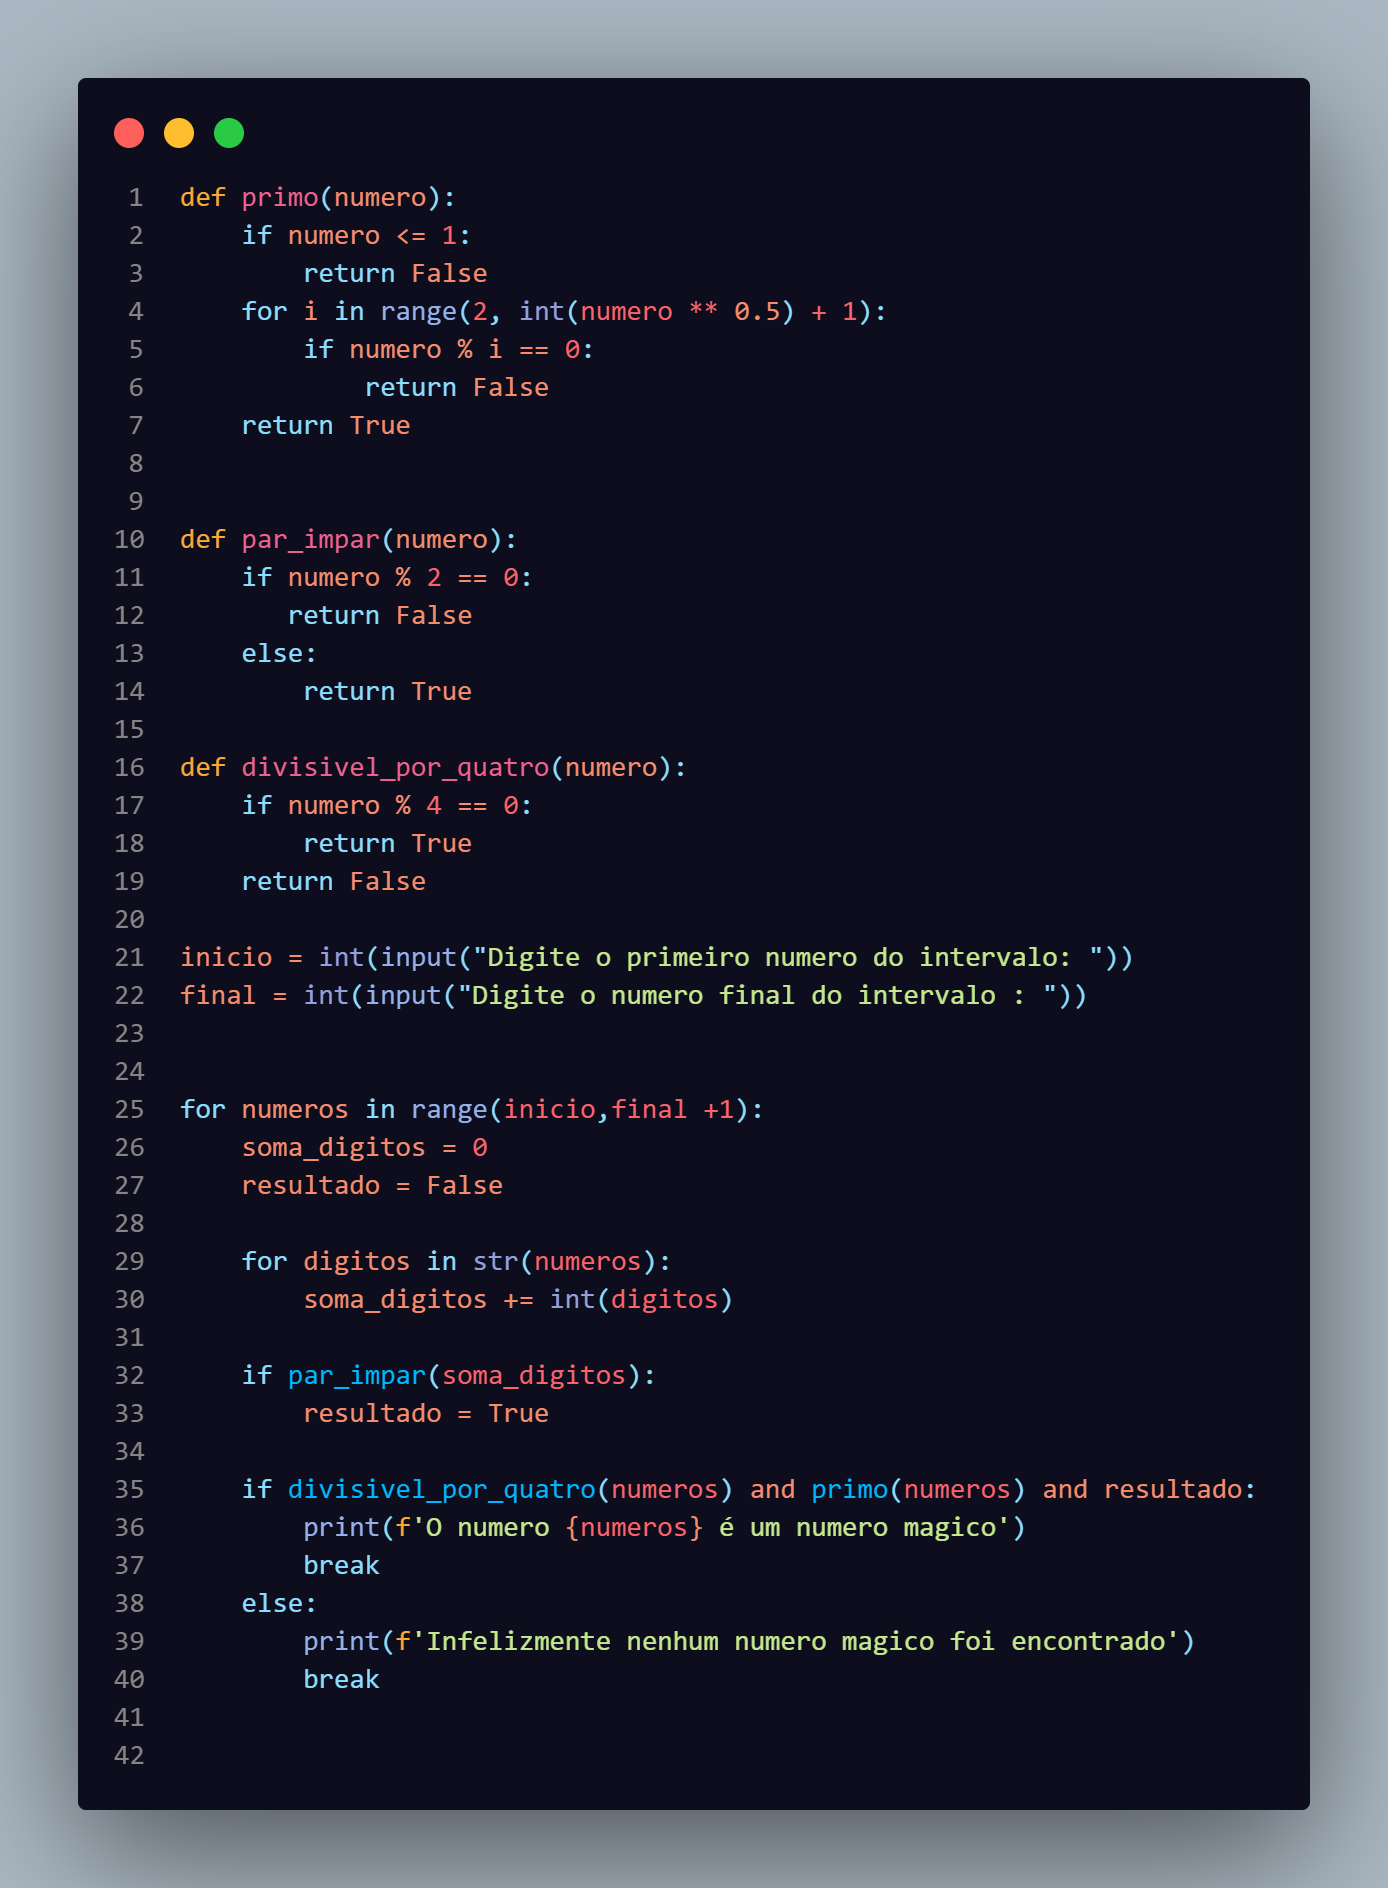 1 def primo(numero):
2     if numero <= 1:
3         return False
4     for i in range(2, int(numero ** 0.5) + 1):
5         if numero % i == 0:
6             return False
7     return True
8
9
10 def par_impar(numero):
11     if numero % 2 == 0:
12        return False
13     else:
14         return True
15
16 def divisivel_por_quatro(numero):
17     if numero % 4 == 0:
18         return True
19     return False
20
21 inicio = int(input("Digite o primeiro numero do intervalo: "))
22 final = int(input("Digite o numero final do intervalo : "))
23
24
25 for numeros in range(inicio,final +1):
26     soma_digitos = 0
27     resultado = False
28
29     for digitos in str(numeros):
30         soma_digitos += int(digitos)
31
32     if par_impar(soma_digitos):
33         resultado = True
34
35     if divisivel_por_quatro(numeros) and primo(numeros) and resultado:
36         print(f'O numero {numeros} é um numero magico')
37         break
38     else:
39         print(f'Infelizmente nenhum numero magico foi encontrado')
40         break
41
42